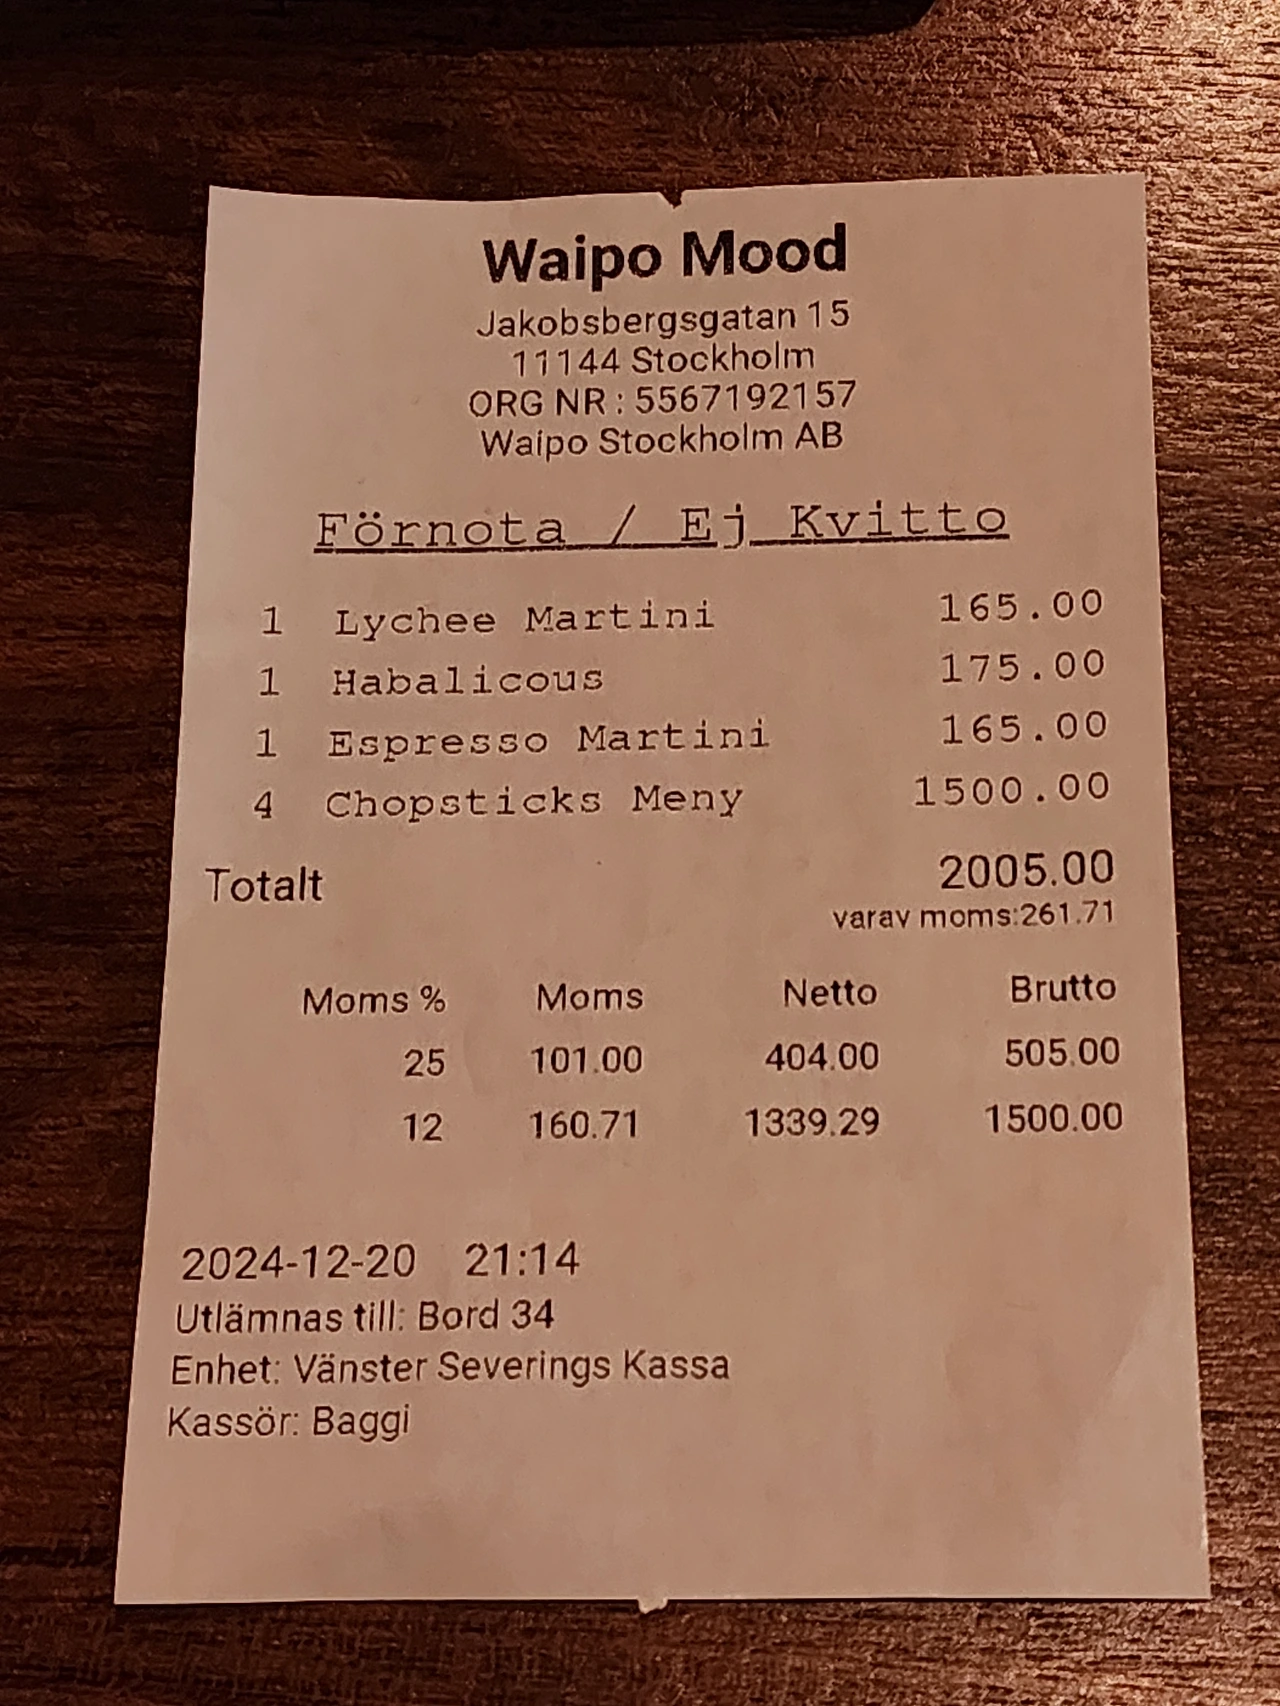 Waipo Mood
Jakobsbergsgatan 15
11144 Stockholm
ORG NR : 5567192157
Waipo Stockholm AB
Förnota / Ej Kvitto
1 Lychee Martini 165.00
1 Habalicous 175.00
1 Espresso Martini 165.00
4 Chopsticks Meny 1500.00
Totalt 2005.00
varav moms:261.71
Moms % Moms Netto Brutto
25 101.00 404.00 505.00
12 160.71 1339.29 1500.00
2024-12-20 21:14
Utlämnas till: Bord 34
Enhet: Vänster Severings Kassa
Kassör: Baggi